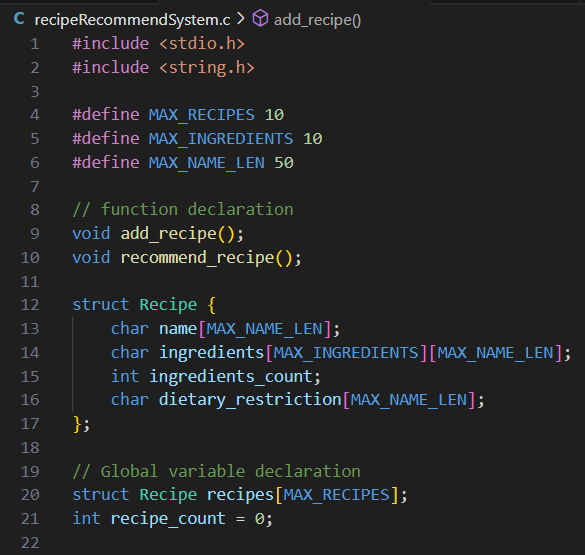 C recipeRecommendSystem.c > add_recipe()
1 #include <stdio.h>
2 #include <string.h>
3
4 #define MAX_RECIPES 10
5 #define MAX_INGREDIENTS 10
6 #define MAX_NAME_LEN 50
7
8 // function declaration
9 void add_recipe();
10 void recommend_recipe();
11
12 struct Recipe {
13     char name[MAX_NAME_LEN];
14     char ingredients[MAX_INGREDIENTS][MAX_NAME_LEN];
15     int ingredients_count;
16     char dietary_restriction[MAX_NAME_LEN];
17 };
18
19 // Global variable declaration
20 struct Recipe recipes[MAX_RECIPES];
21 int recipe_count = 0;
22